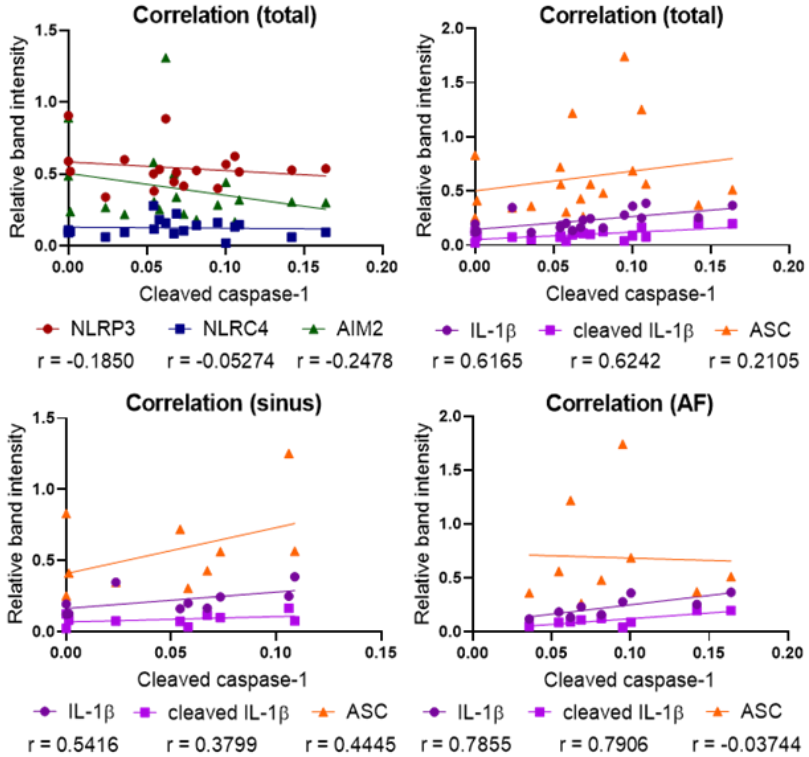 Correlation (total)
Relative band intensity
1.5
1.0
0.5
0.0
0.00 0.05 0.10 0.15 0.20
Cleaved caspase-1
NLRP3 NLRC4 AIM2
r = -0.1850 r = -0.05274 r = -0.2478
Correlation (total)
Relative band intensity
2.0
1.5
1.0
0.5
0.0
0.00 0.05 0.10 0.15 0.20
Cleaved caspase-1
IL-1β cleaved IL-1β ASC
r = 0.6165 r = 0.6242 r = 0.2105
Correlation (sinus)
Relative band intensity
1.5
1.0
0.5
0.0
0.00 0.05 0.10 0.15
Cleaved caspase-1
IL-1β cleaved IL-1β ASC
r = 0.5416 r = 0.3799 r = 0.4445
Correlation (AF)
Relative band intensity
2.0
1.5
1.0
0.5
0.0
0.00 0.05 0.10 0.15 0.20
Cleaved caspase-1
IL-1β cleaved IL-1β ASC
r = 0.7855 r = 0.7906 r = -0.03744